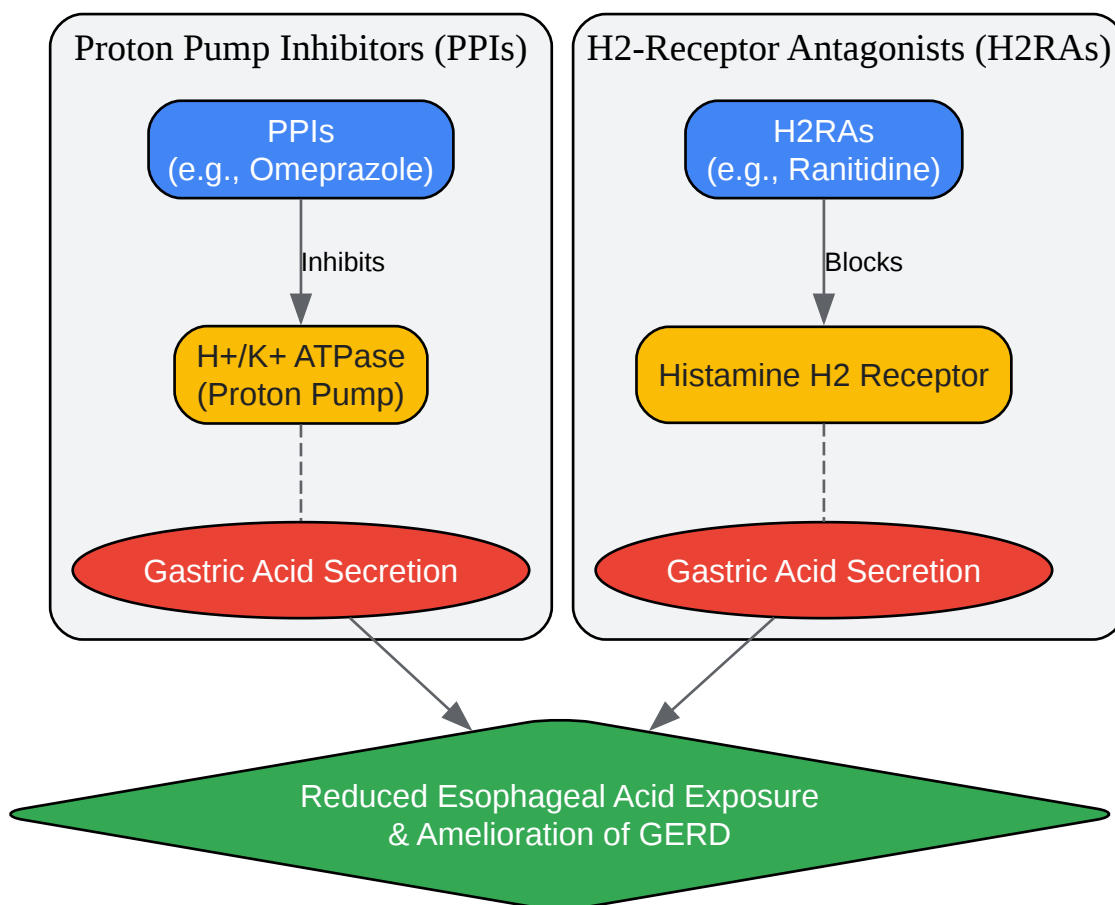 Proton Pump Inhibitors (PPIs)
PPIs
(e.g., Omeprazole)
Inhibits
H+/K+ ATPase
(Proton Pump)
Gastric Acid Secretion
H2-Receptor Antagonists (H2RAs)
H2RAs
(e.g., Ranitidine)
Blocks
Histamine H2 Receptor
Gastric Acid Secretion
Reduced Esophageal Acid Exposure
& Amelioration of GERD